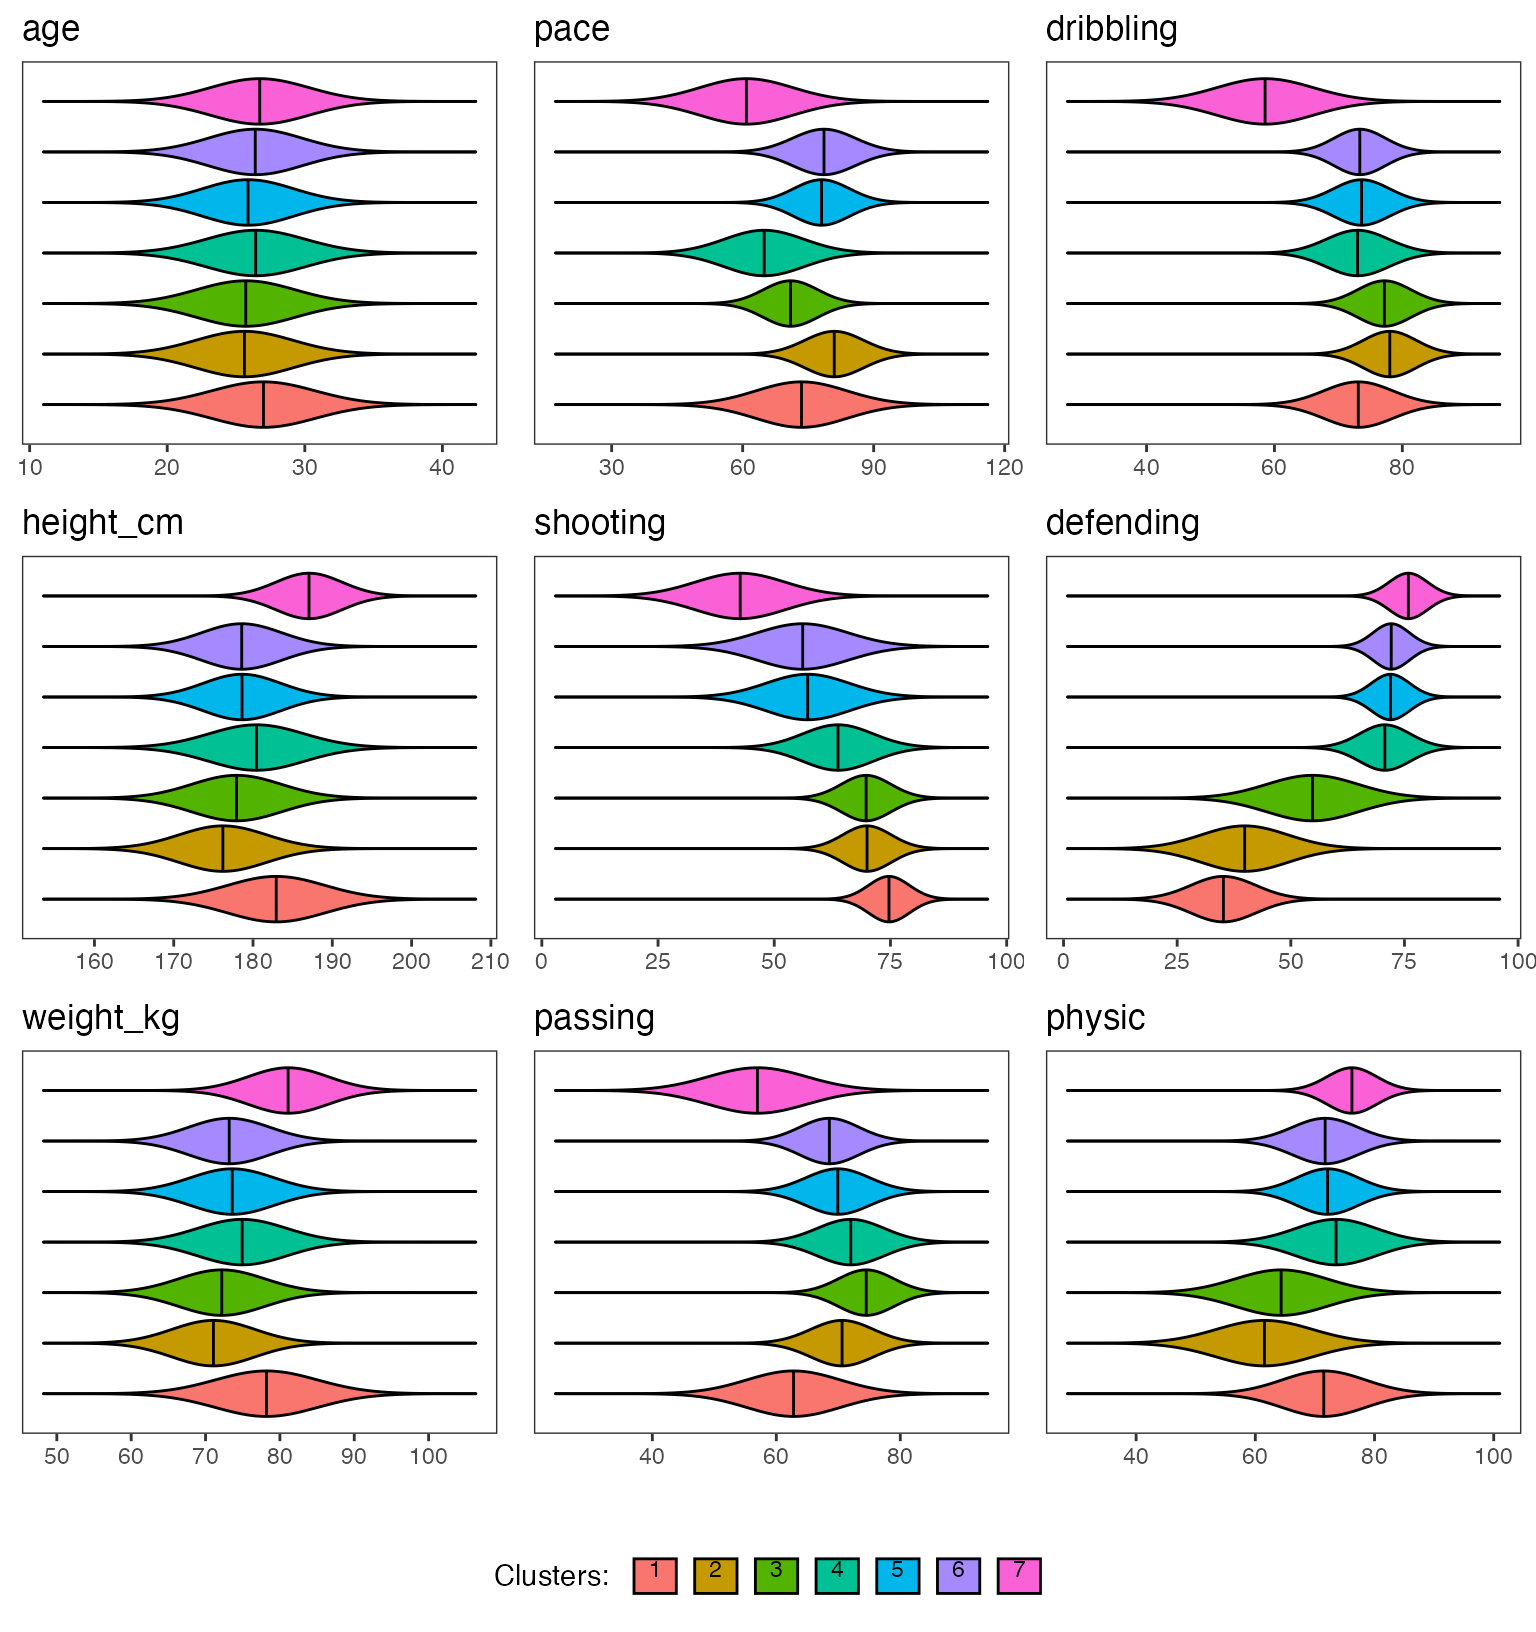 age pace dribbling
10 20 30 40 30 60 90 120 40 60 80
height_cm shooting defending
160 170 180 190 200 210 0 25 50 75 100 0 25 50 75 100
weight_kg passing physic
50 60 70 80 90 100 40 60 80 40 60 80 100
Clusters: 1 2 3 4 5 6 7